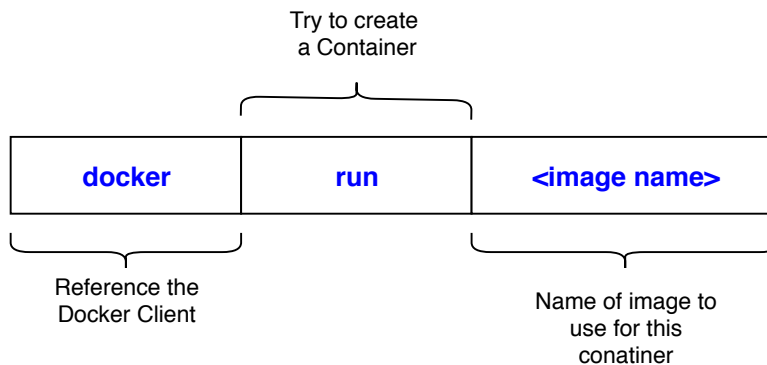 Try to create
a Container
docker
run
<image name>
Reference the
Docker Client
Name of image to
use for this
conatiner